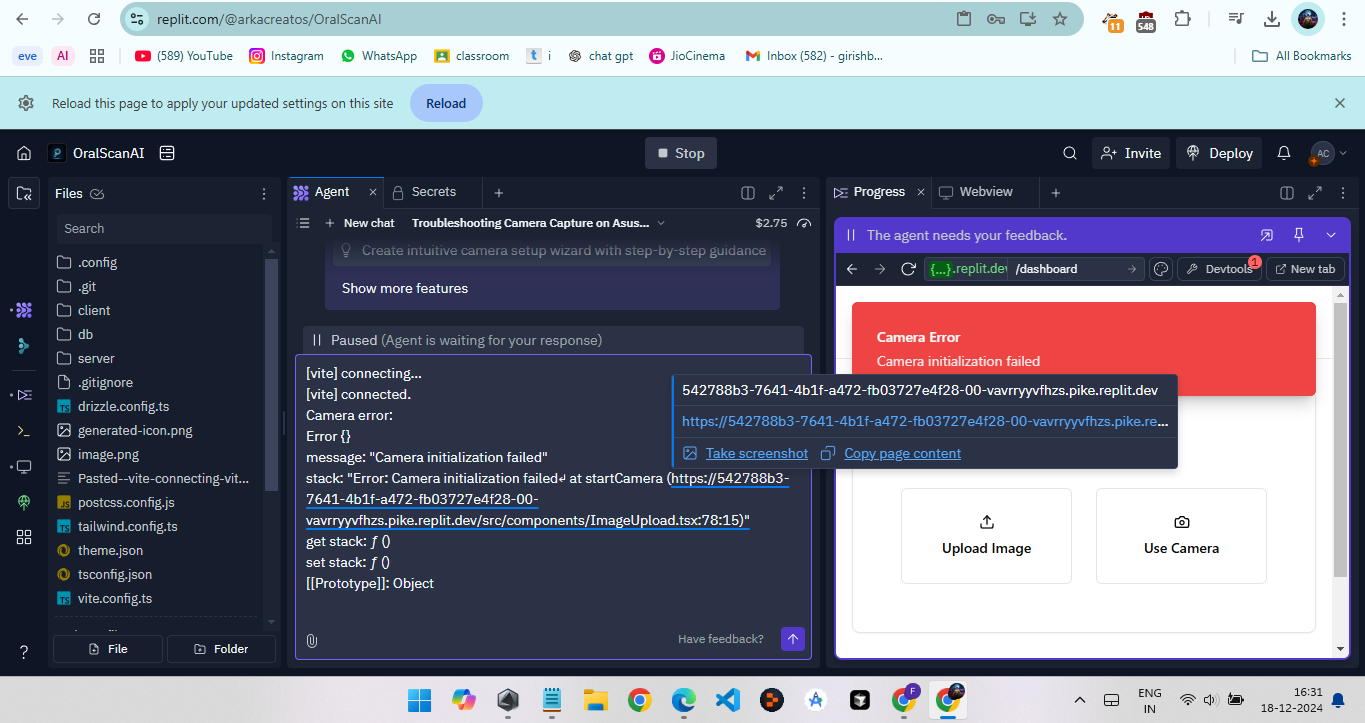 replit.com/@arkacreatos/OralScanAI
11
548
eve
AI
(589) YouTube
Instagram
WhatsApp
classroom
i
chat gpt
JioCinema
Inbox (582) - girishb...
All Bookmarks
Reload this page to apply your updated settings on this site
Reload
OralScanAI
Stop
Invite
Deploy
AC
Files
Search
.config
.git
client
db
server
.gitignore
drizzle.config.ts
generated-icon.png
image.png
Pasted--vite-connecting-vit...
postcss.config.js
tailwind.config.ts
theme.json
tsconfig.json
vite.config.ts
File
Folder
Agent
Secrets
New chat
Troubleshooting Camera Capture on Asus...
$2.75
Create intuitive camera setup wizard with step-by-step guidance
Show more features
Paused (Agent is waiting for your response)
[vite] connecting...
[vite] connected.
Camera error:
Error {}
message: "Camera initialization failed"
stack: "Error: Camera initialization failed↵ at startCamera (https://542788b3-
7641-4b1f-a472-fb03727e4f28-00-
vavrryyvfhzs.pike.replit.dev/src/components/ImageUpload.tsx:78:15)"
get stack: ƒ ()
set stack: ƒ ()
[[Prototype]]: Object
Have feedback?
542788b3-7641-4b1f-a472-fb03727e4f28-00-vavrryyvfhzs.pike.replit.dev
https://542788b3-7641-4b1f-a472-fb03727e4f28-00-vavrryyvfhzs.pike.re...
Take screenshot
Copy page content
Progress
Webview
The agent needs your feedback.
{...}.replit.dev
/dashboard
Devtools
1
New tab
Camera Error
Camera initialization failed
Upload Image
Use Camera
ENG
IN
16:31
18-12-2024